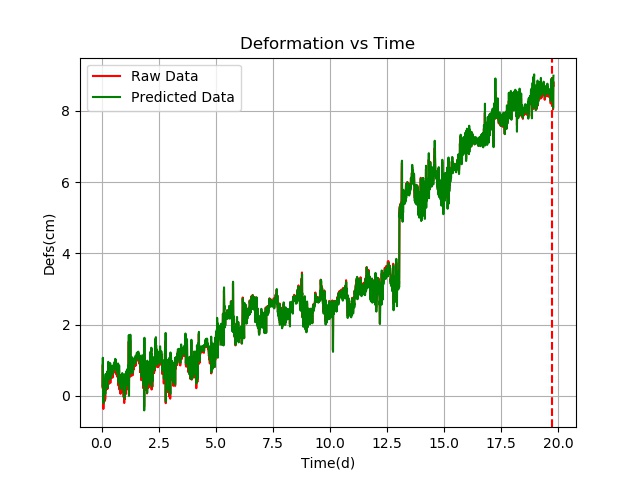 Deformation vs Time
Raw Data
Predicted Data
Defs(cm)
8
6
4
2
0
0.0 2.5 5.0 7.5 10.0 12.5 15.0 17.5 20.0
Time(d)